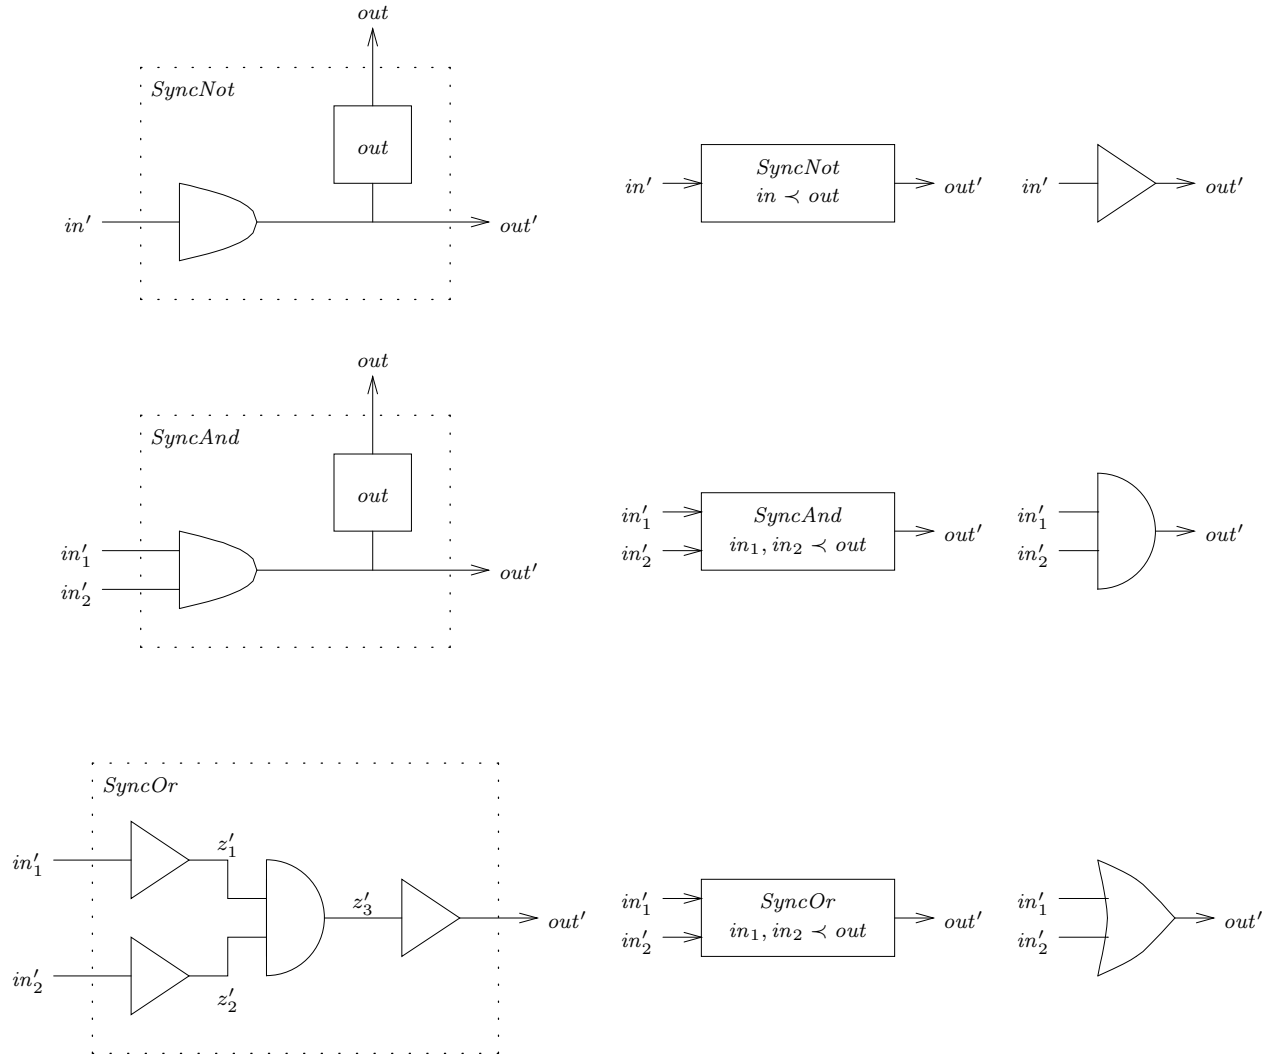 out
SyncNot
out
in′
out′
in′
SyncNot
in ≺ out
out′
in′
out′
out
SyncAnd
out
in′₁
in′₂
out′
in′₁
in′₂
SyncAnd
in₁, in₂ ≺ out
out′
in′₁
in′₂
out′
SyncOr
in′₁
z′₁
z′₃
in′₂
z′₂
out′
in′₁
in′₂
SyncOr
in₁, in₂ ≺ out
out′
in′₁
in′₂
out′